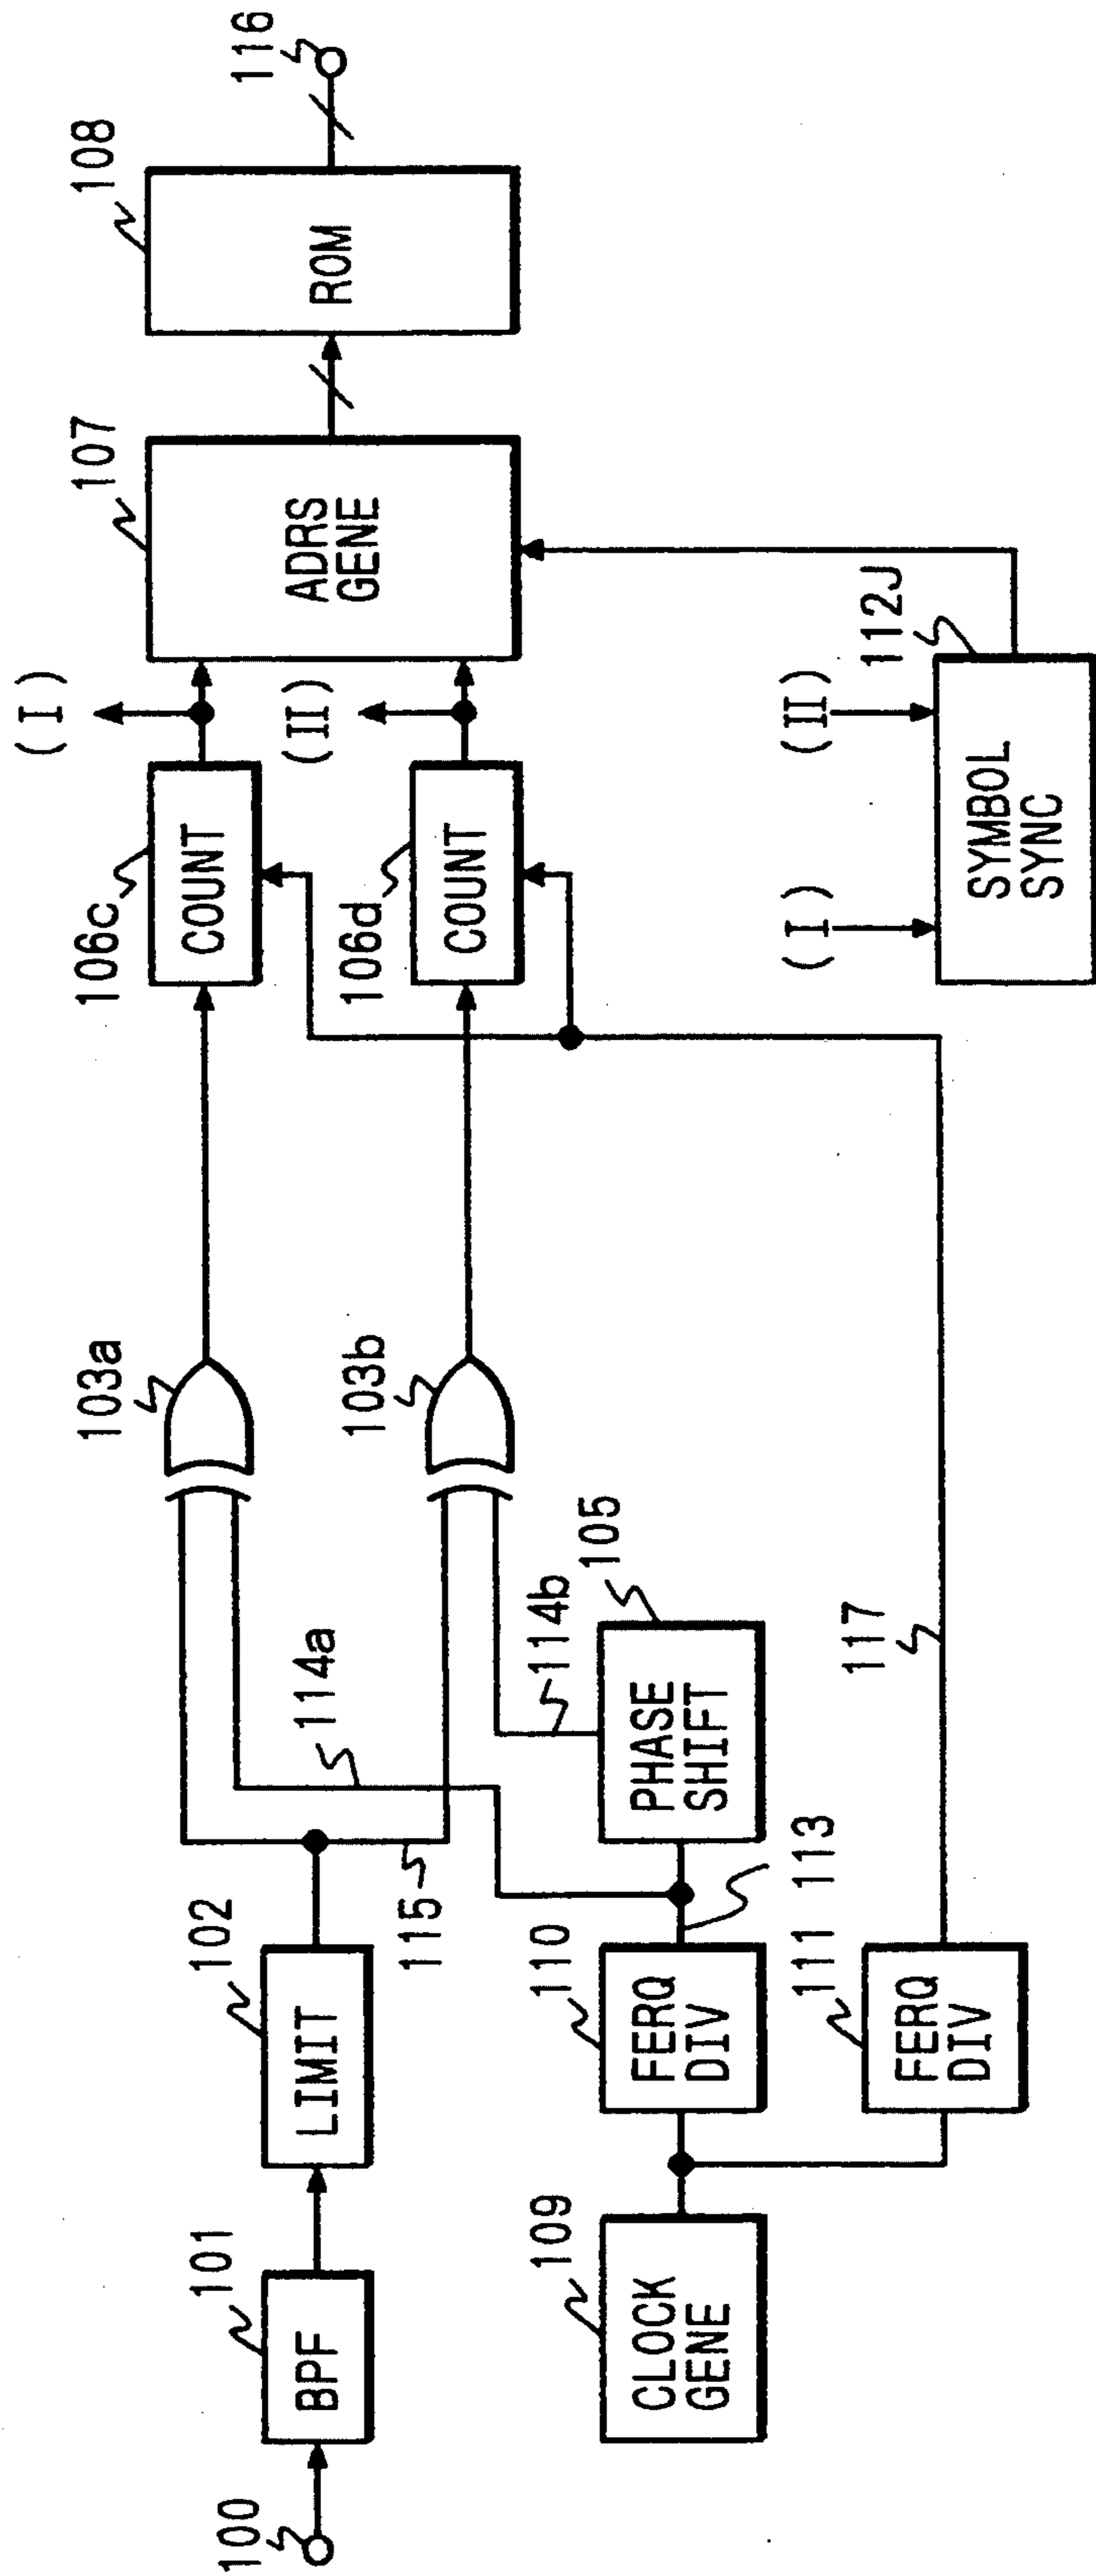 100
101
BPF
102
LIMIT
115
114a
103a
103b
106c
COUNT
106d
COUNT
( I )
(II)
107
ADRS
GENE
108
ROM
116
109
CLOCK
GENE
110
FERQ
DIV
113
105
PHASE
SHIFT
114b
111
FERQ
DIV
117
( I )
(II)
112J
SYMBOL
SYNC